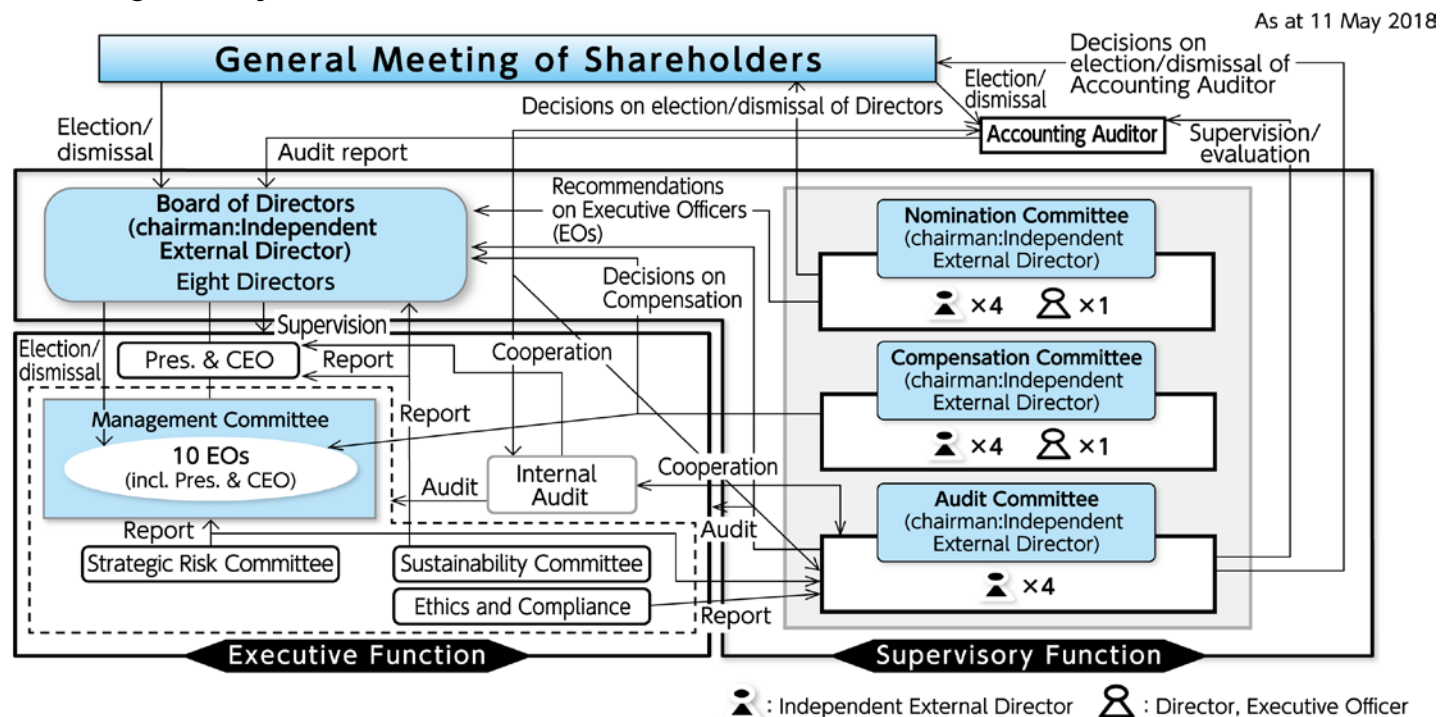 As at 11 May 2018
General Meeting of Shareholders
Decisions on
election/dismissal of
Accounting Auditor
Election/
dismissal
Decisions on election/dismissal of Directors
Accounting Auditor
Supervision/
evaluation
Election/
dismissal
Audit report
Board of Directors
(chairman:Independent
External Director)
Eight Directors
Recommendations
on Executive Officers
(EOs)
Nomination Committee
(chairman:Independent
External Director)
×4
×1
Decisions on
Compensation
Supervision
Election/
dismissal
Pres. & CEO
Report
Cooperation
Compensation Committee
(chairman:Independent
External Director)
×4
×1
Management Committee
Report
10 EOs
(incl. Pres. & CEO)
Internal
Audit
Audit
Cooperation
Audit
Audit Committee
(chairman:Independent
External Director)
×4
Report
Strategic Risk Committee
Sustainability Committee
Ethics and Compliance
Report
Executive Function
Supervisory Function
: Independent External Director
: Director, Executive Officer